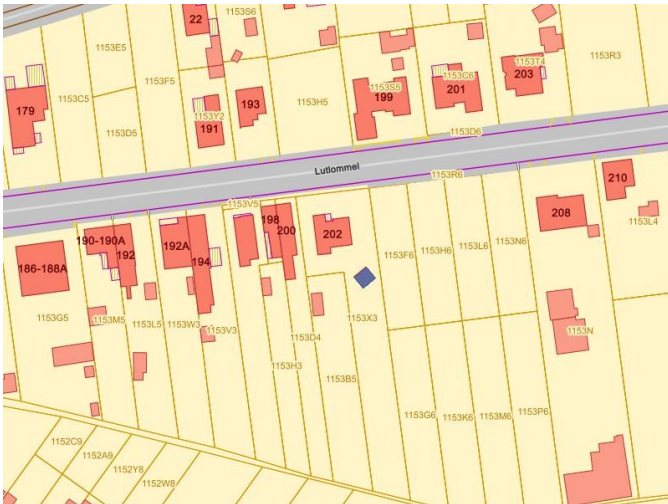 22
1153S6
1153E5
1153F5
1153C5
1153D5
179
191
1153Y2
193
1153H5
1153S5
199
1153C6
201
1153T4
203
1153R3
1153D6
Lutlommel
1153R6
1153V5
190-190A
192
192A
194
198
200
202
186-188A
208
210
1153L4
1153F6
1153H6
1153L6
1153N6
1153G5
1153M5
1153L5
1153W3
1153V3
1153H3
1153D4
1153X3
1153B5
1153N
1153G6
1153K6
1153M6
1153P6
1152C9
1152A9
1152Y8
1152W8